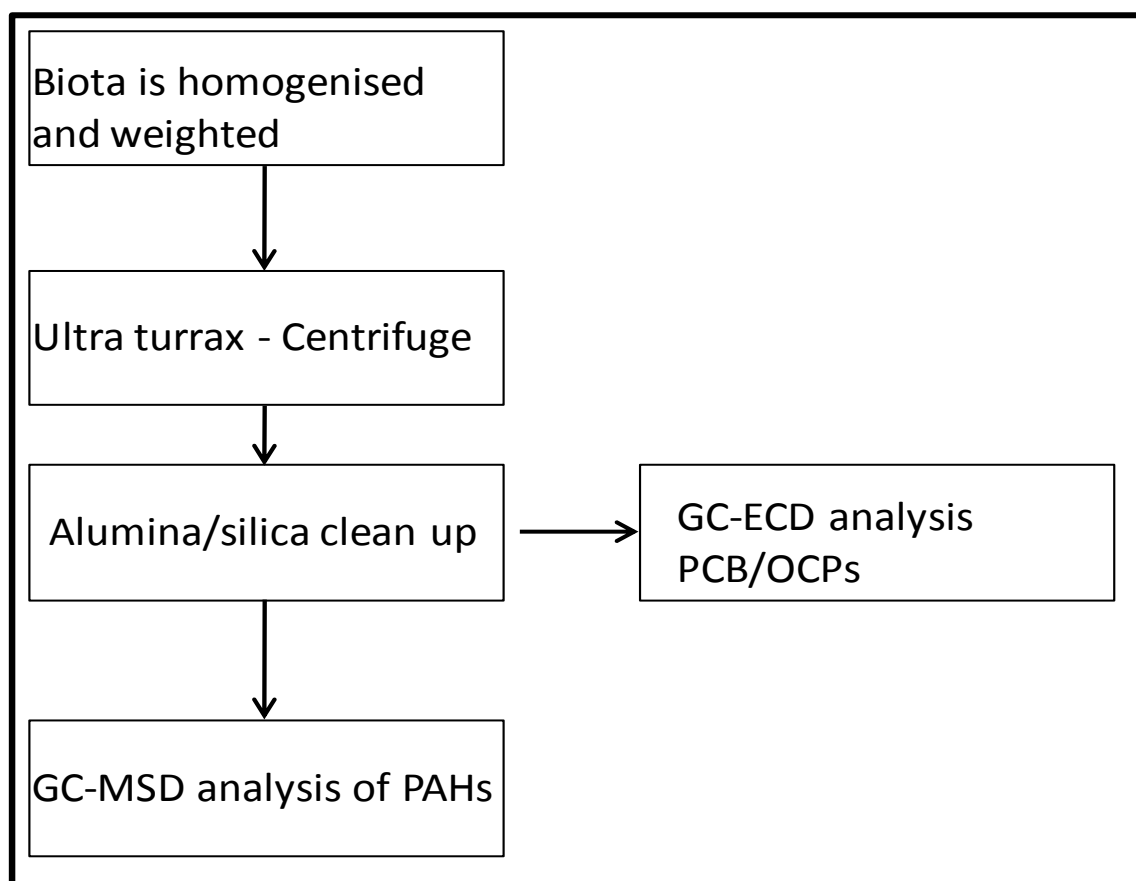 Biota is homogenised
and weighted
Ultra turrax - Centrifuge
Alumina/silica clean up
GC-ECD analysis
PCB/OCPs
GC-MSD analysis of PAHs